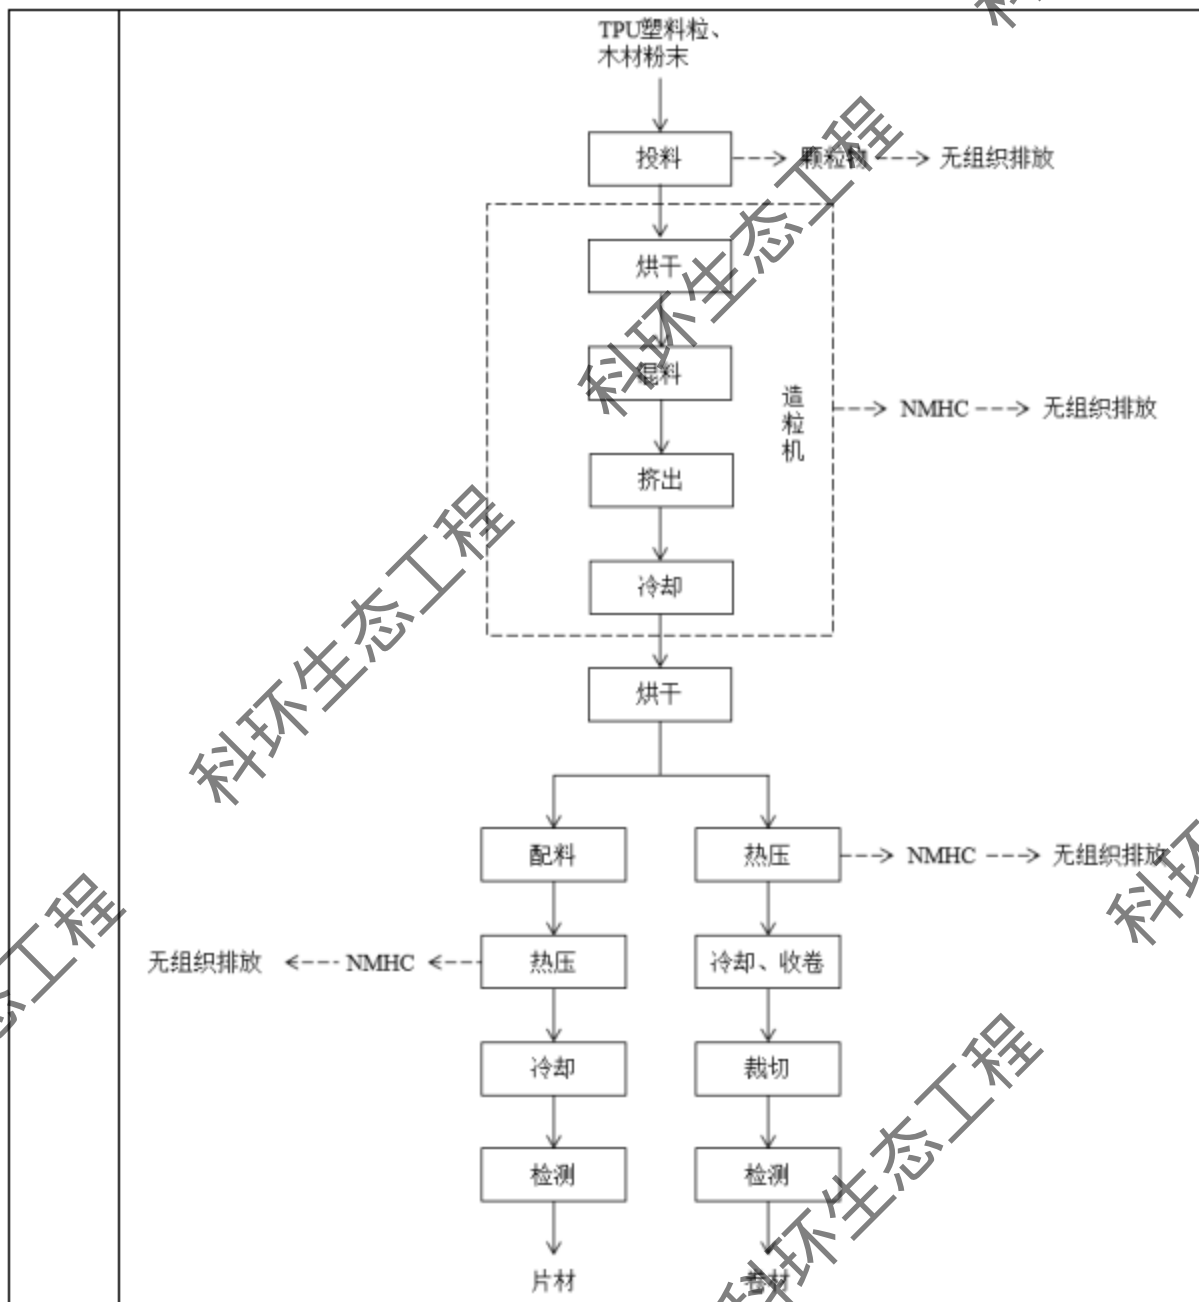 TPU塑料粒、
木材粉末
投料
颗粒物
无组织排放
烘干
混料
造粒机
NMHC
无组织排放
挤出
冷却
烘干
配料
热压
NMHC
无组织排放
无组织排放
NMHC
热压
冷却、收卷
冷却
裁切
检测
检测
片材
卷材
科环生态工程
科环生态工程
科环生态工程
态工程
科环
科